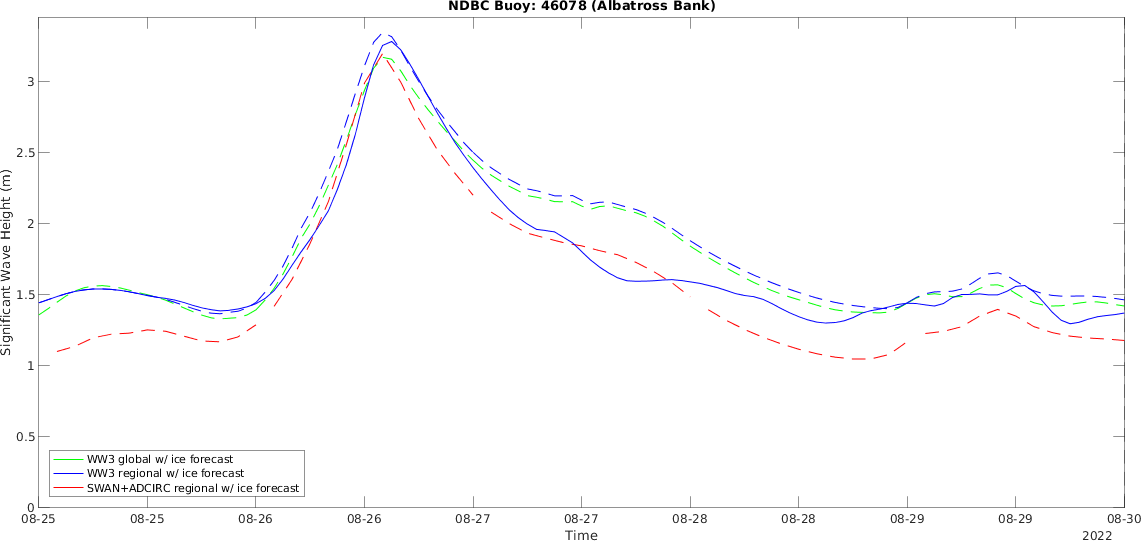 NDBC Buoy: 46078 (Albatross Bank)
Significant Wave Height (m)
3
2.5
2
1.5
1
0.5
0
WW3 global w/ ice forecast
WW3 regional w/ ice forecast
SWAN+ADCIRC regional w/ ice forecast
08-25 08-25 08-26 08-26 08-27 08-27 08-28 08-28 08-29 08-29 08-30
Time
2022